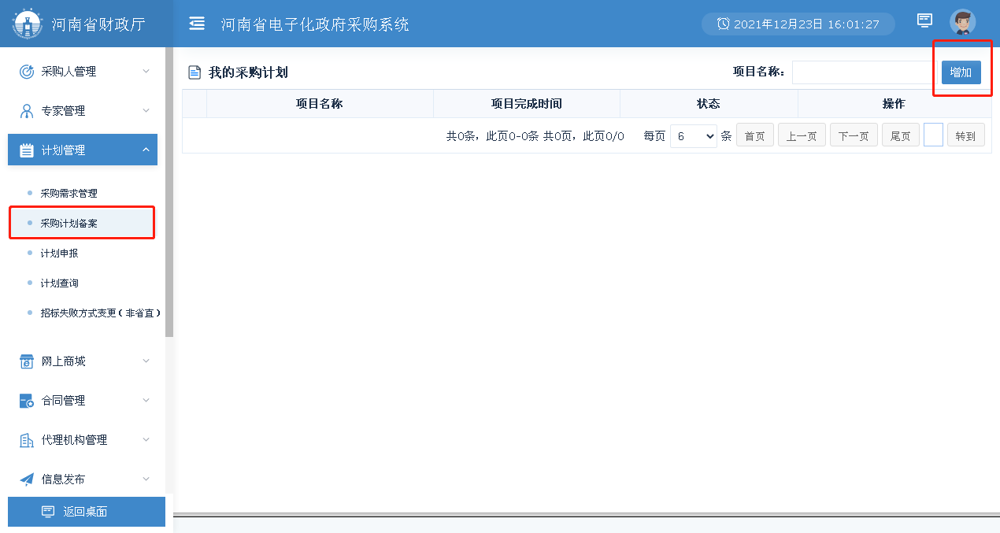 河南省财政厅
河南省电子化政府采购系统
2021年12月23日 16:01:27
采购人管理
专家管理
计划管理
采购需求管理
采购计划备案
计划申报
计划查询
招标失败方式变更(非省直)
网上商城
合同管理
代理机构管理
信息发布
返回桌面
我的采购计划
项目名称:
增加
项目名称 项目完成时间 状态 操作
共0条，此页0-0条 共0页，此页0/0 每页 6 条 首页 上一页 下一页 尾页 转到